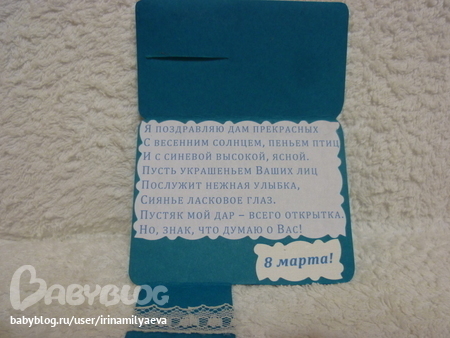 Я ПОЗДРАВЛЯЮ ДАМ ПРЕКРАСНЫХ
С ВЕСЕННИМ СОЛНЦЕМ, ПЕНЬЕМ ПТИЦ
И С СИНЕВОЙ ВЫСОКОЙ, ЯСНОЙ.
ПУСТЬ УКРАШЕНЬЕМ ВАШИХ ЛИЦ
ПОСЛУЖИТ НЕЖНАЯ УЛЫБКА,
СИЯНЬЕ ЛАСКОВОЕ ГЛАЗ.
ПУСТЯК МОЙ ДАР – ВСЕГО ОТКРЫТКА.
НО, ЗНАК, ЧТО ДУМАЮ О ВАС!
8 марта!
BABYBLOG
babyblog.ru/user/irinamilyaeva